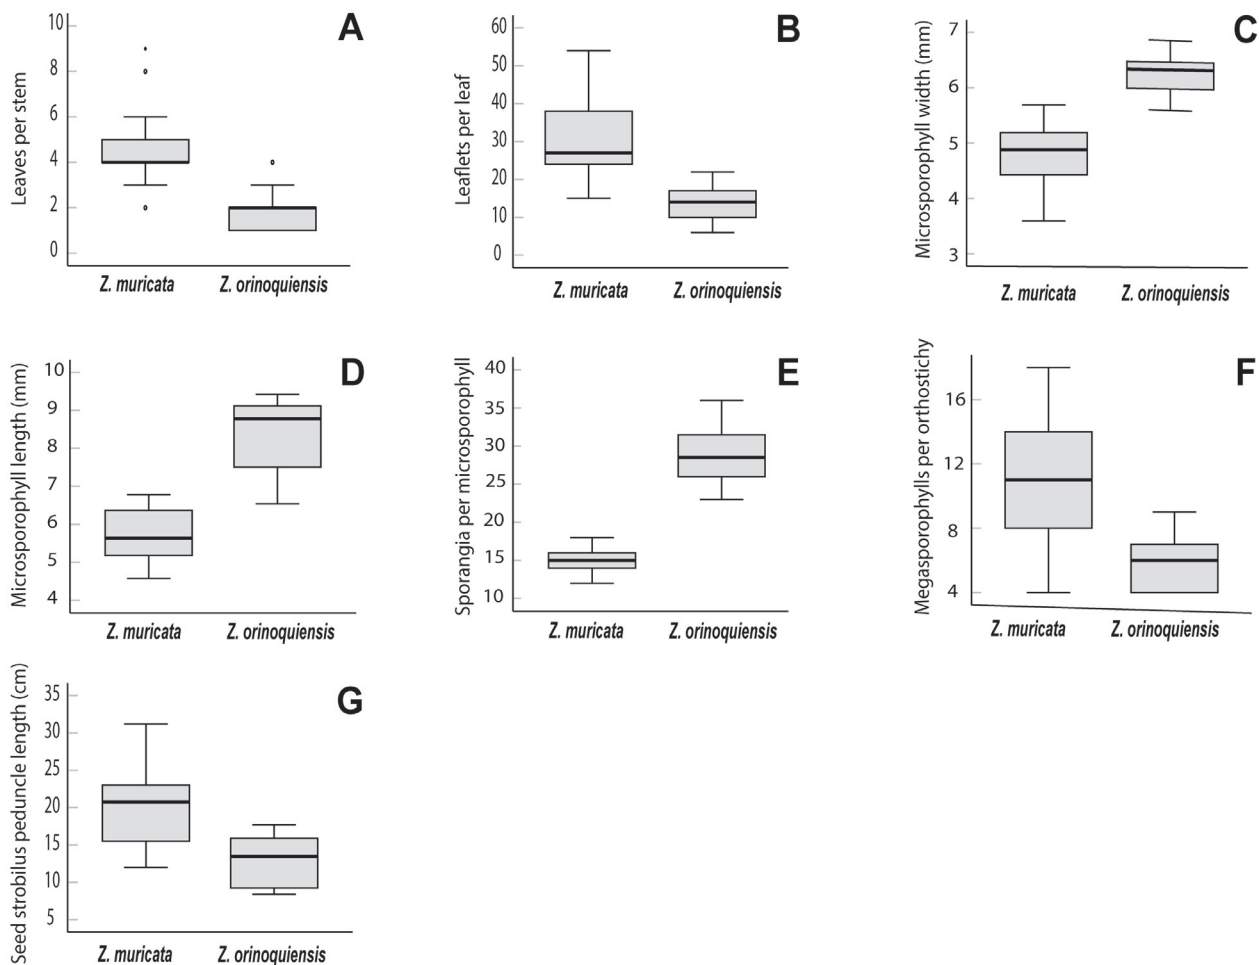 A
Leaves per stem
10
8
6
4
2
0
Z. muricata Z. orinoquiensis
B
Leaflets per leaf
60
50
40
30
20
10
0
Z. muricata Z. orinoquiensis
C
Microsporophyll width (mm)
7
6
5
4
3
Z. muricata Z. orinoquiensis
D
Microsporophyll length (mm)
10
9
8
7
6
5
4
Z. muricata Z. orinoquiensis
E
Sporangia per microsporophyll
40
35
30
25
20
15
10
Z. muricata Z. orinoquiensis
F
Megasporophylls per orthostichy
16
12
8
4
Z. muricata Z. orinoquiensis
G
Seed strobilus peduncle length (cm)
35
30
25
20
15
10
5
Z. muricata Z. orinoquiensis